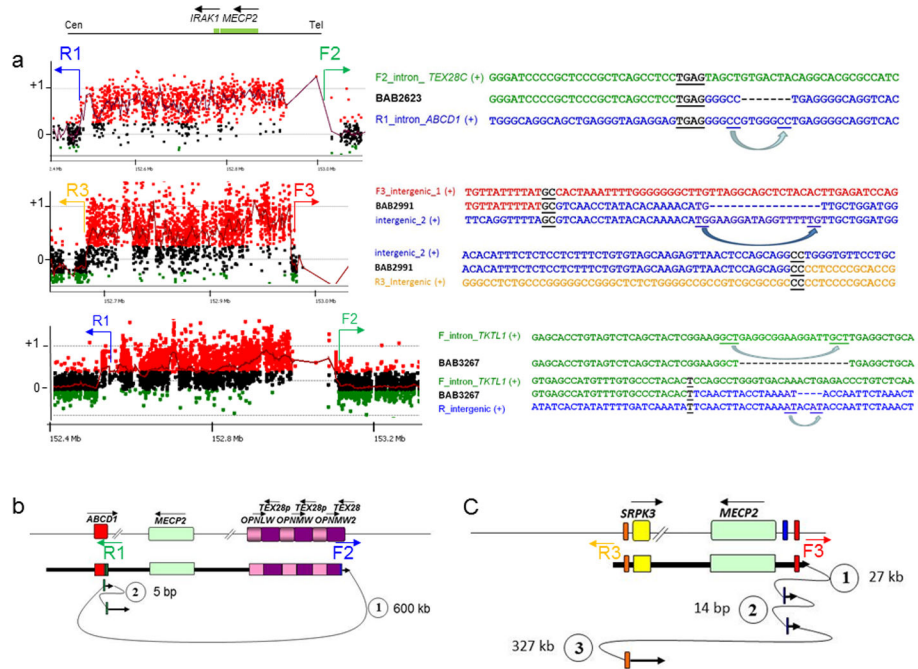 IRAK1 MECP2
Cen Tel
a
R1 F2
+1
0
1.4 Mb 152.6 Mb 152.8 Mb 153.0 Mb
F2_intron_ TEX28C (+) GGGATCCCCGCTCCCGCTCAGCCTCCTGAGTAGCTGTGACTACAGGCACGCGCCATC
BAB2623 GGGATCCCCGCTCCCGCTCAGCCTCCTGAGGGGCC------TGAGGGGCAGGTCAC
R1_intron_ABCD1 (+) TGGGCAGGCAGCTGAGGGTAGAGGAGTGAGGGGCCGTGGGCCTGAGGGGCAGGTCAC
R3 F3
+1
0
152.7 Mb 152.9 Mb 153.0 Mb
F3_intergenic_1 (+) TGTTATTTTATGCCACTAAATTTTGGGGGGGCTTGTTAGGCAGCTCTACACTTGAGATCCAG
BAB2991 TGTTATTTTATGCGTCAACCTATACACAAAACATG------------TTGCTGGATGG
intergenic_2 (+) TTCAGGTTTTAGCGTCAACCTATACACAAAACATGGAAGGATAGGTTTTTGTTGCTGGATGG
intergenic_2 (+) ACACATTTCTCTCCTCTTTCTGTGTAGCAAGAGTTAACTCCAGCAGGCCTGGGTGTTCCTGC
BAB2991 ACACATTTCTCTCCTCTTTCTGTGTAGCAAGAGTTAACTCCAGCAGGCCCCTCCCCGCACCG
R3_Intergenic (+) GGGCCTCTGCCCGGGGCTCTCTGGGGCCGCCGTCGCGCCGCCCCTCCCCGCACCG
R1 F2
+1
0
152.4 Mb 152.8 Mb 153.2 Mb
F_intron_TKTL1 (+) GAGCACCTGTAGTCTCAGCTACTCGGAAGGCTGAGGCGGAAGGATTGCTTGAGGCTGCA
BAB3267 GAGCACCTGTAGTCTCAGCTACTCGGAAGGCT---------------TGAGGCTGCA
F_intron_TKTL1 (+) GTGAGCCATGTTTGTGCCCTACACTCCAGCCTGGGTGACAAACTGAGACCCTGTCTCAA
BAB3267 GTGAGCCATGTTTGTGCCCTACACTTCAACTTACCTAAAAT----ACCAATTCTAAACT
R_intergenic (+) ATATCACTATATTTTGATCAAATATTCAACTTACCTAAAATACATACCAATTCTAAACT
b
ABCD1 MECP2 TEX28p TEX28p TEX28
OPNLW OPNMW OPNMW2
R1 F2
2 5 bp
1 600 kb
C
SRPK3 MECP2
R3 F3
1 27 kb
14 bp 2
327 kb 3